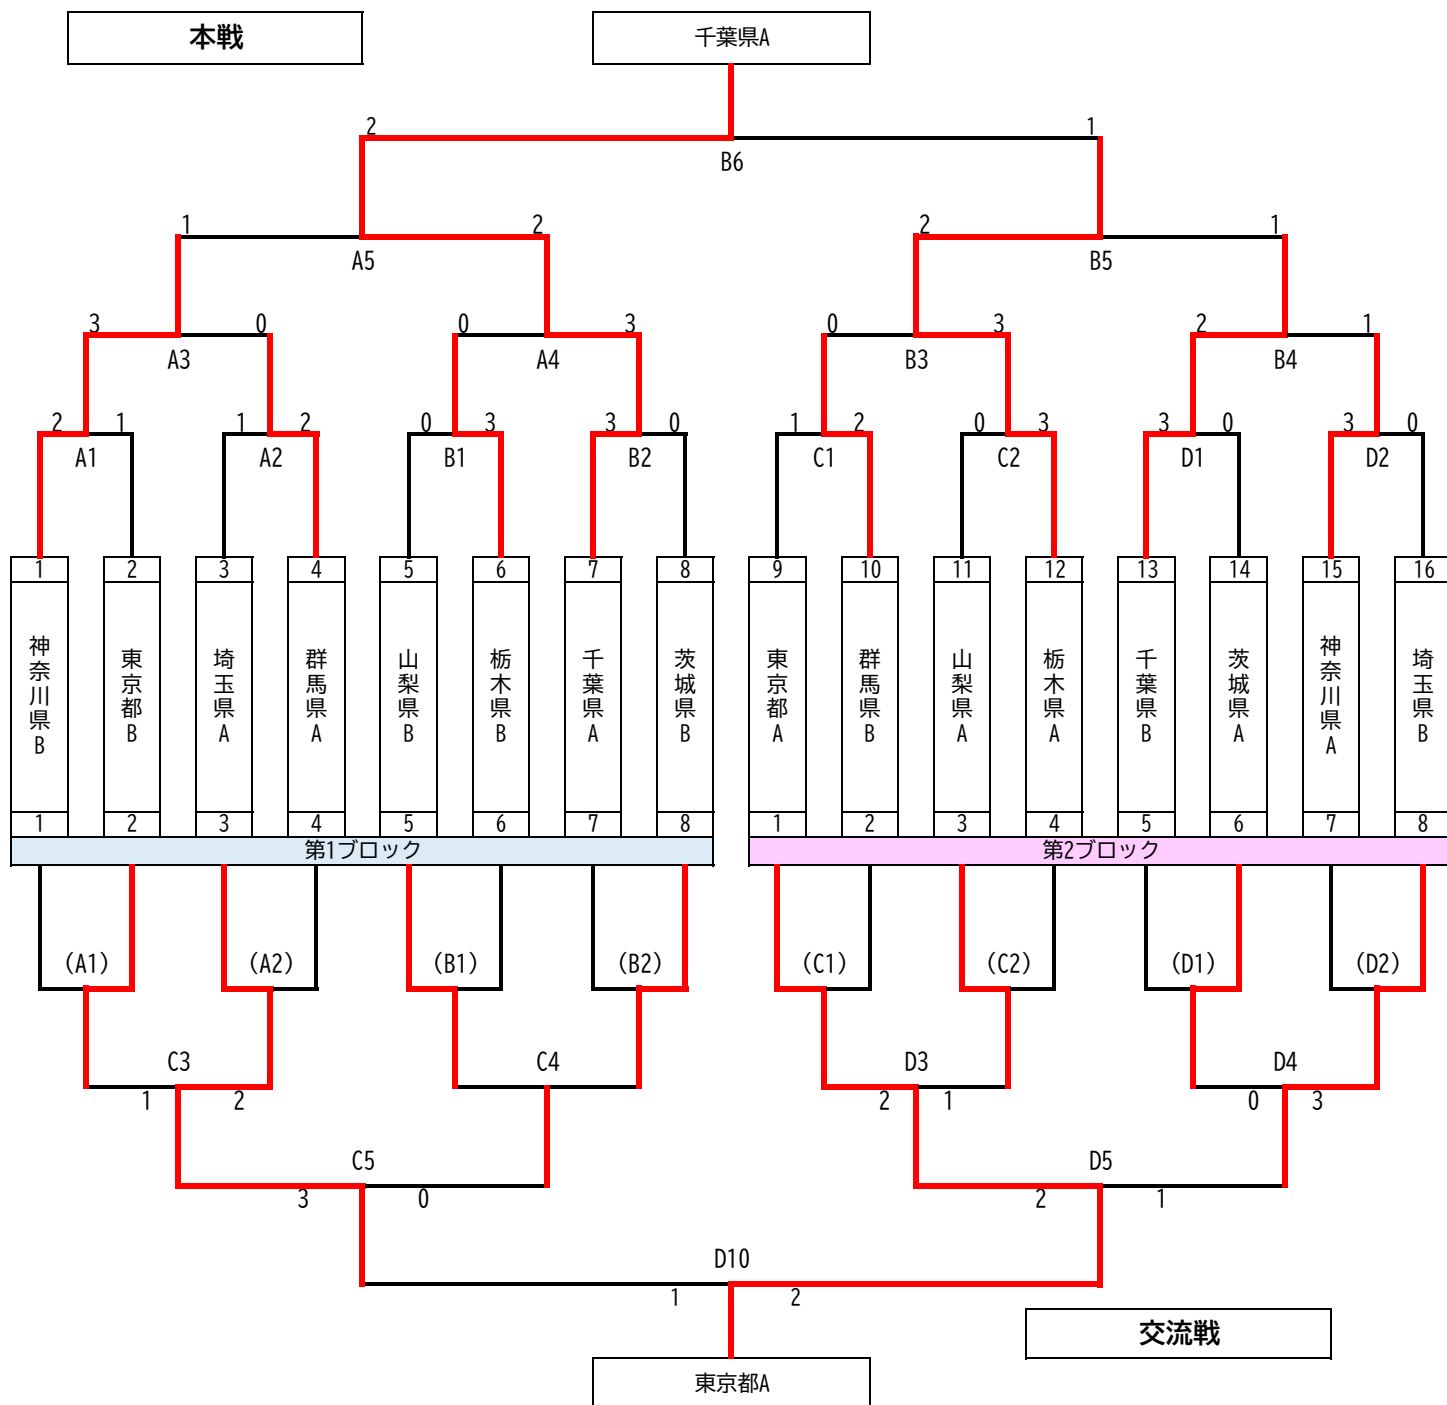 本戦
千葉県A
2 1
B6
1 2 2 1
A5 B5
3 0 0 3 0 3 2 1
A3 A4 B3 B4
2 1 1 2 0 3 3 0 1 2 0 3 3 0 3 0
A1 A2 B1 B2 C1 C2 D1 D2
1 2 3 4 5 6 7 8 9 10 11 12 13 14 15 16
神奈川県B
東京都B
埼玉県A
群馬県A
山梨県B
栃木県B
千葉県A
茨城県B
東京都A
群馬県B
山梨県A
栃木県A
千葉県B
茨城県A
神奈川県A
埼玉県B
1 2 3 4 5 6 7 8 1 2 3 4 5 6 7 8
第1ブロック 第2ブロック
(A1) (A2) (B1) (B2) (C1) (C2) (D1) (D2)
C3 C4 D3 D4
1 2 2 1 0 3
C5 D5
3 0 2 1
D10
1 2
交流戦
東京都A